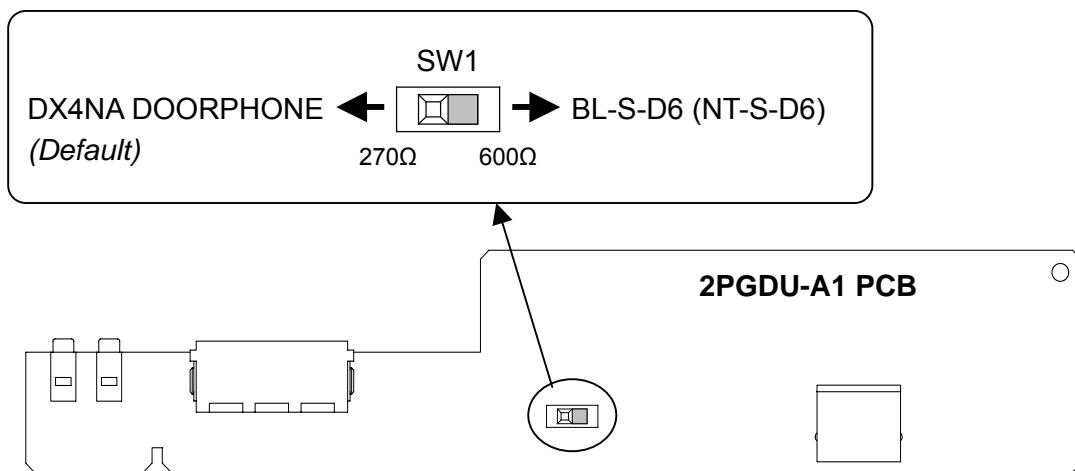 SW1
DX4NA DOORPHONE
BL-S-D6 (NT-S-D6)
(Default)
270Ω
600Ω
2PGDU-A1 PCB